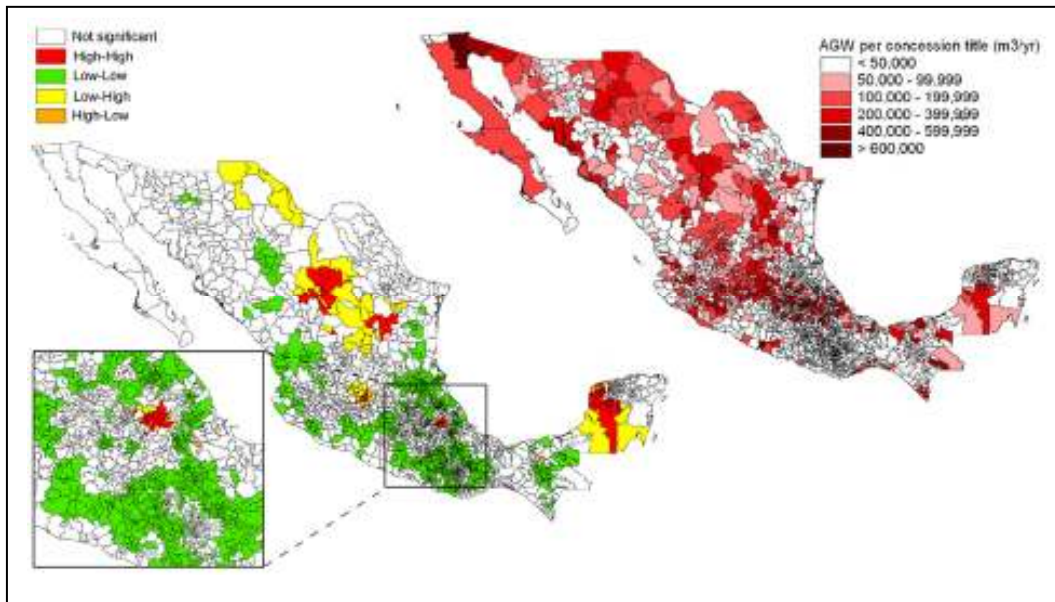 Not significant
High-High
Low-Low
Low-High
High-Low
AGW per concession title (m3/yr)
< 50,000
50,000 - 99,999
100,000 - 199,999
200,000 - 399,999
400,000 - 599,999
> 600,000